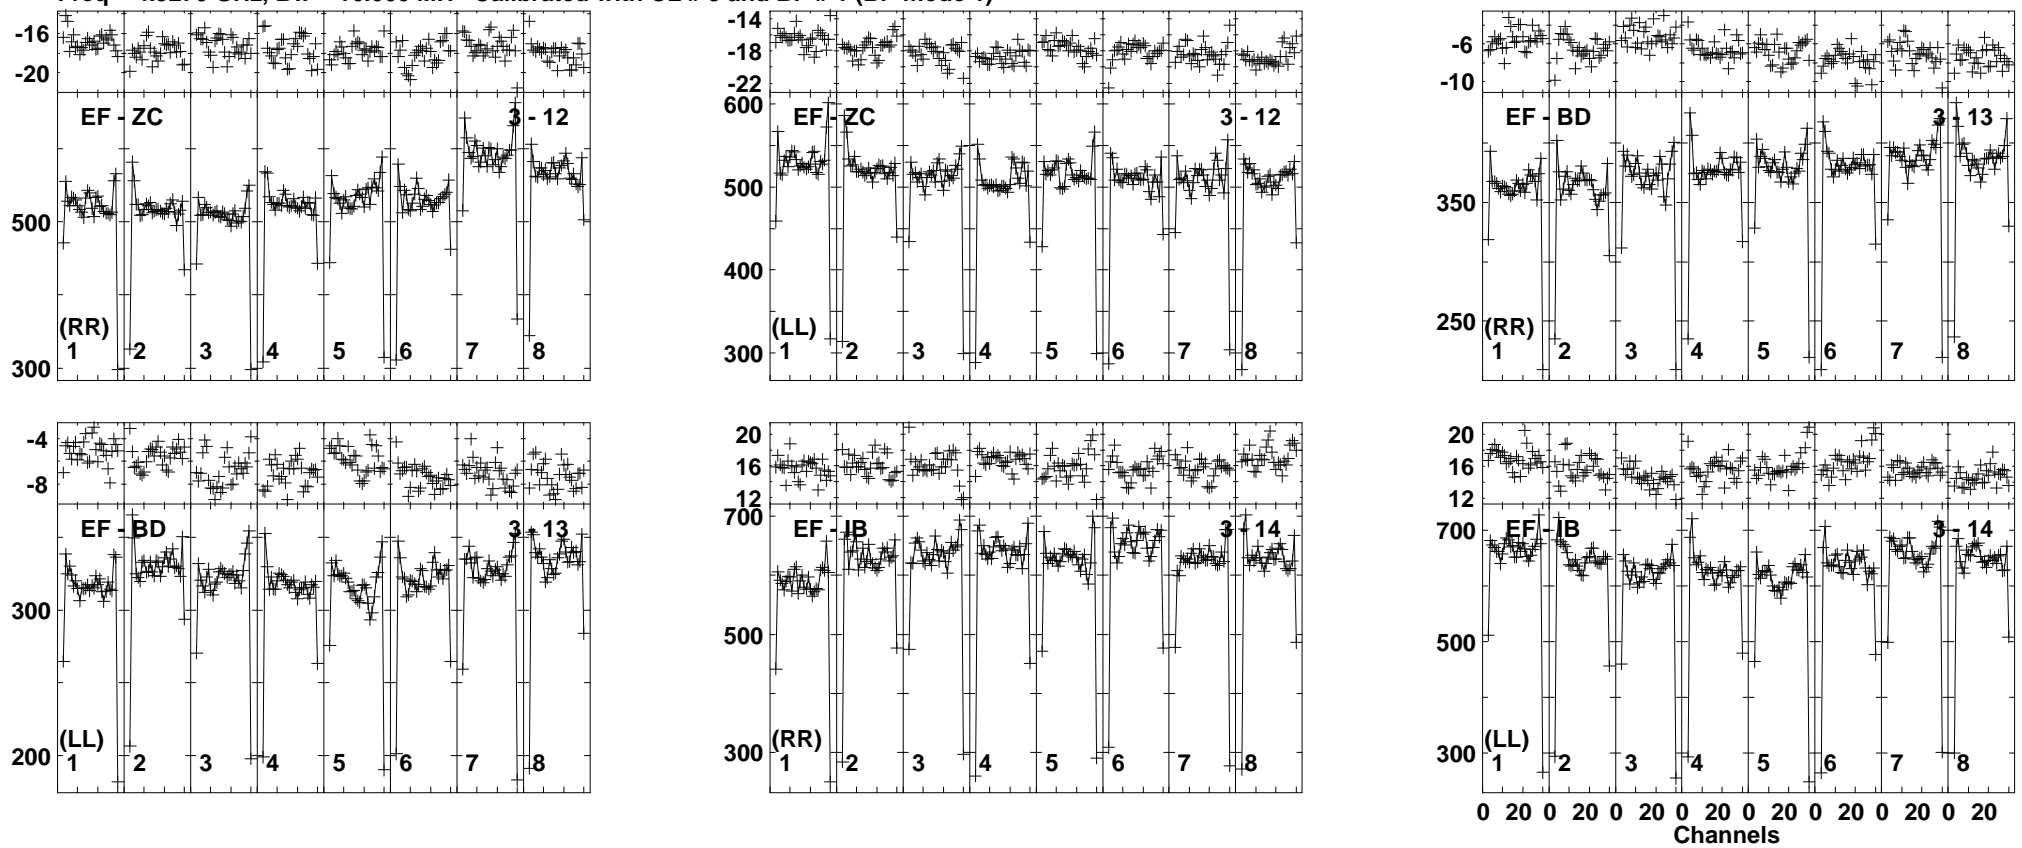 -16
-20
EF - ZC 3 - 12
500
300
(RR)
1 2 3 4 5 6 7 8
-14
-18
-22
600
EF - ZC 3 - 12
500
400
300
(LL)
1 2 3 4 5 6 7 8
-6
-10
EF - BD 3 - 13
350
250
(RR)
1 2 3 4 5 6 7 8
-4
-8
EF - BD 3 - 13
300
200
(LL)
1 2 3 4 5 6 7 8
20
16
12
700
EF - IB 3 - 14
500
300
(RR)
1 2 3 4 5 6 7 8
20
16
12
700
EF - IB 3 - 14
500
300
(LL)
1 2 3 4 5 6 7 8
0 20 0 20 0 20 0 20 0 20 0 20 0 20 0 20
Channels